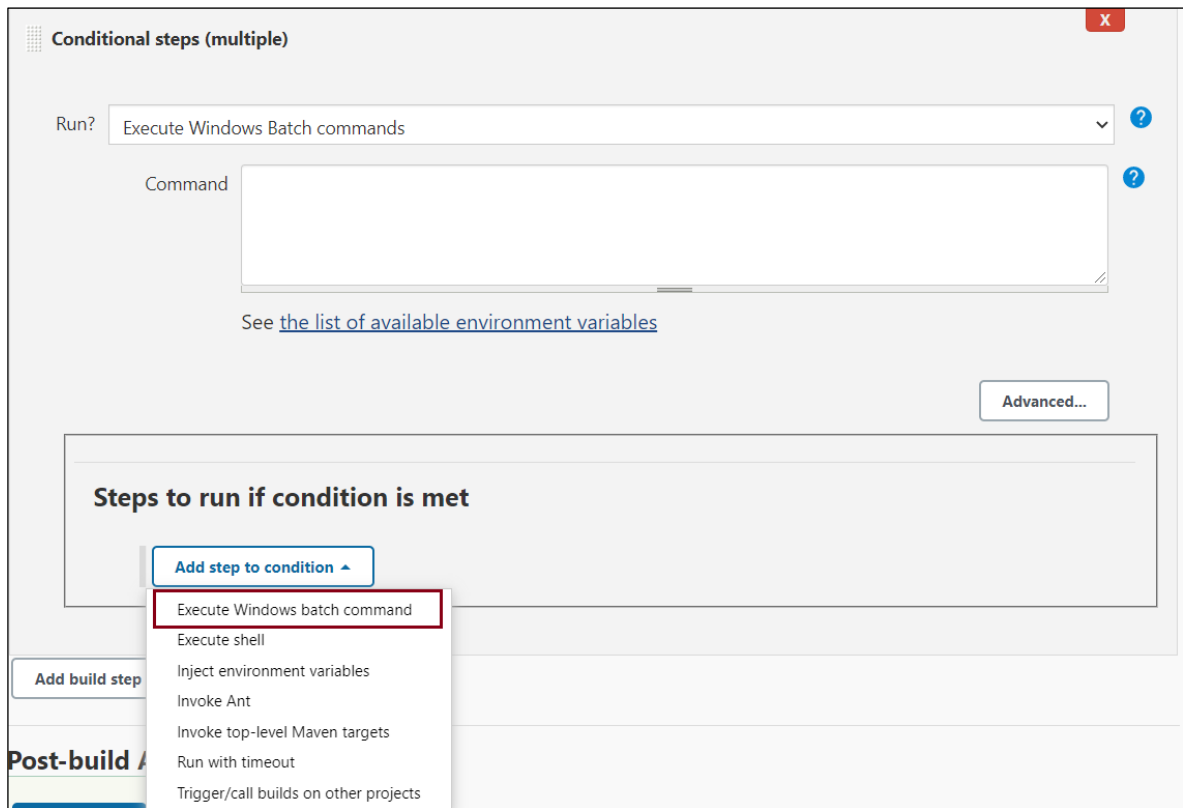 X
Conditional steps (multiple)
Run?
Execute Windows Batch commands
?
Command
?
See the list of available environment variables
Advanced...
Steps to run if condition is met
Add step to condition
Execute Windows batch command
Execute shell
Inject environment variables
Add build step
Invoke Ant
Invoke top-level Maven targets
Post-build
Run with timeout
Trigger/call builds on other projects